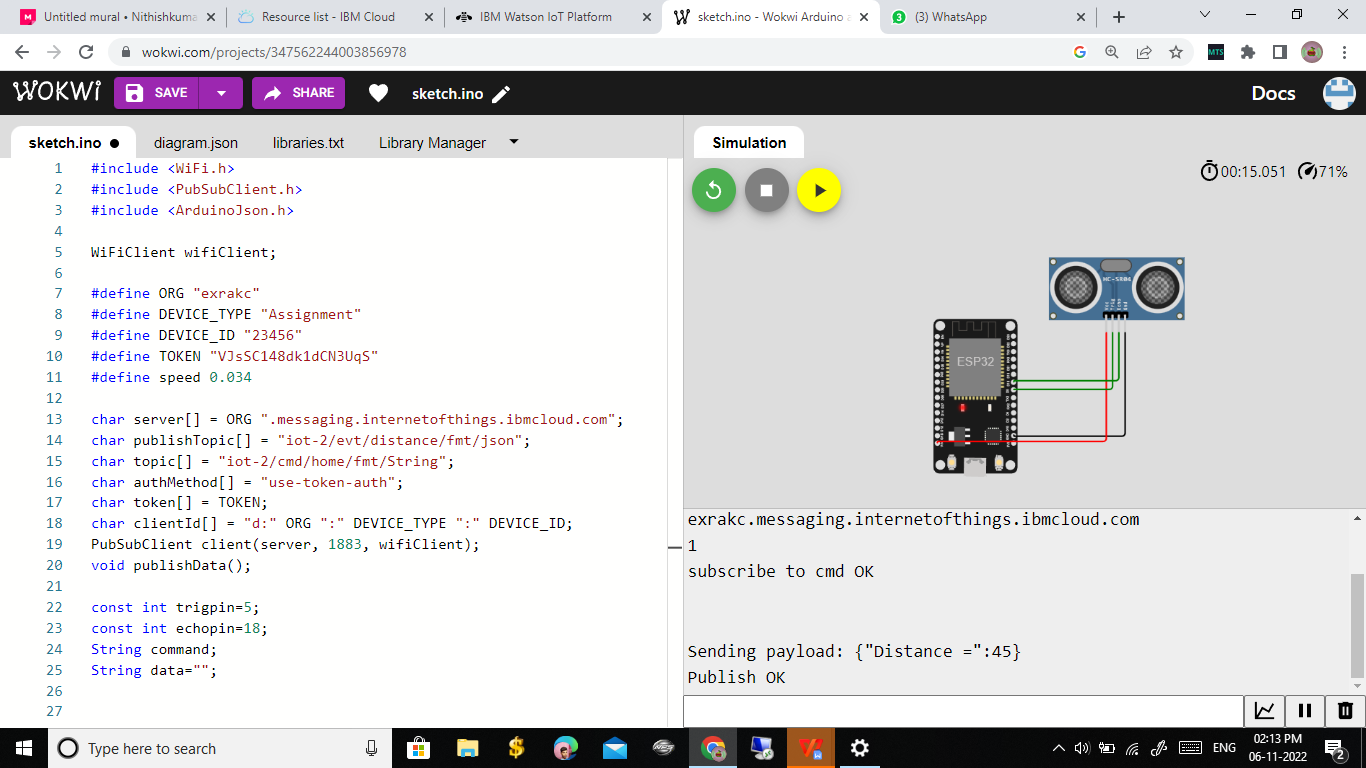 Untitled mural • Nithishkuma
Resource list - IBM Cloud
IBM Watson IoT Platform
sketch.ino - Wokwi Arduino a
3 (3) WhatsApp
wokwi.com/projects/347562244003856978
MTS
WOKWI SAVE SHARE sketch.ino Docs
sketch.ino ● diagram.json libraries.txt Library Manager
Simulation
00:15.051 71%
1 #include <WiFi.h>
2 #include <PubSubClient.h>
3 #include <ArduinoJson.h>
4
5 WiFiClient wifiClient;
6
7 #define ORG "exrakc"
8 #define DEVICE_TYPE "Assignment"
9 #define DEVICE_ID "23456"
10 #define TOKEN "VJsSC148dk1dCN3UqS"
11 #define speed 0.034
12
13 char server[] = ORG ".messaging.internetofthings.ibmcloud.com";
14 char publishTopic[] = "iot-2/evt/distance/fmt/json";
15 char topic[] = "iot-2/cmd/home/fmt/String";
16 char authMethod[] = "use-token-auth";
17 char token[] = TOKEN;
18 char clientId[] = "d:" ORG ":" DEVICE_TYPE ":" DEVICE_ID;
19 PubSubClient client(server, 1883, wifiClient);
20 void publishData();
21
22 const int trigpin=5;
23 const int echopin=18;
24 String command;
25 String data="";
26
27
HC-SR04
ESP32
exrakc.messaging.internetofthings.ibmcloud.com
1
subscribe to cmd OK
Sending payload: {"Distance =":45}
Publish OK
Type here to search
ENG
02:13 PM
06-11-2022
2